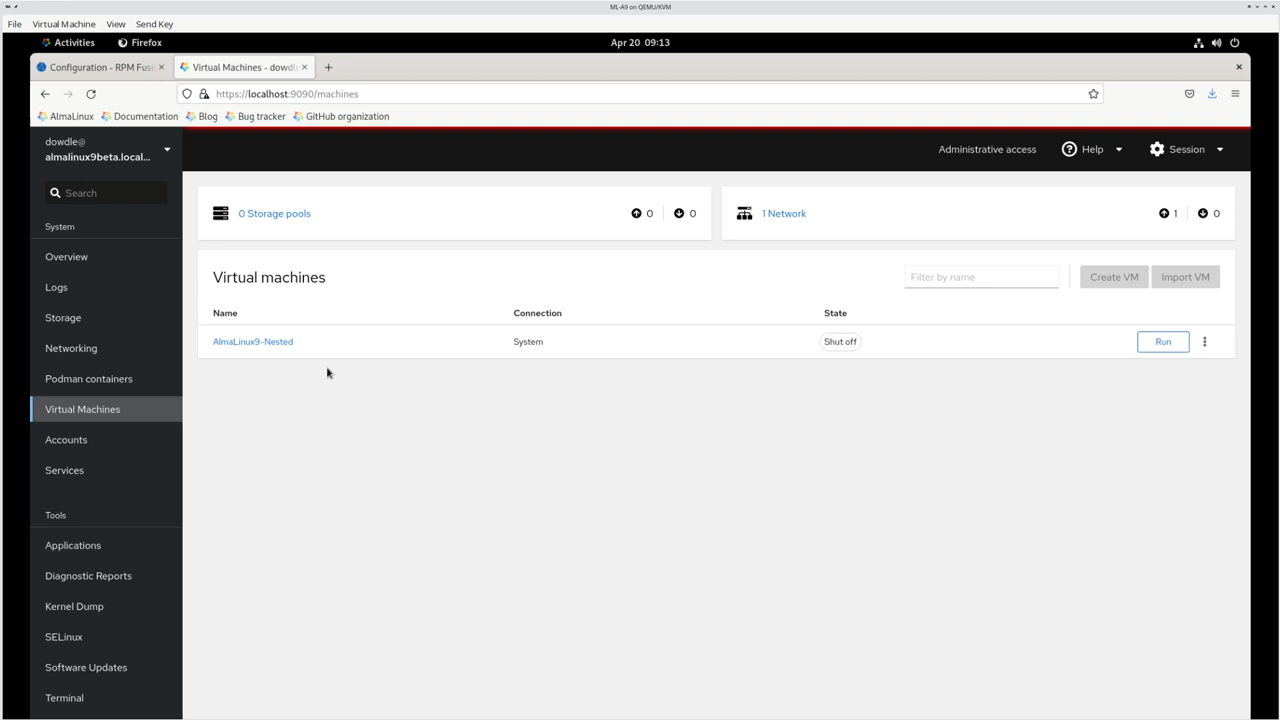 ML-A9 on QEMU/KVM
File Virtual Machine View Send Key
Activities Firefox Apr 20 09:13
Configuration - RPM Fusi Virtual Machines - dowdle
https://localhost:9090/machines
AlmaLinux Documentation Blog Bug tracker GitHub organization
dowdle@
almalinux9beta.local...
Administrative access Help Session
Search
System
Overview
Logs
Storage
Networking
Podman containers
Virtual Machines
Accounts
Services
Tools
Applications
Diagnostic Reports
Kernel Dump
SELinux
Software Updates
Terminal
0 Storage pools 0 0
1 Network 1 0
Virtual machines Filter by name Create VM Import VM
Name Connection State
AlmaLinux9-Nested System Shut off Run